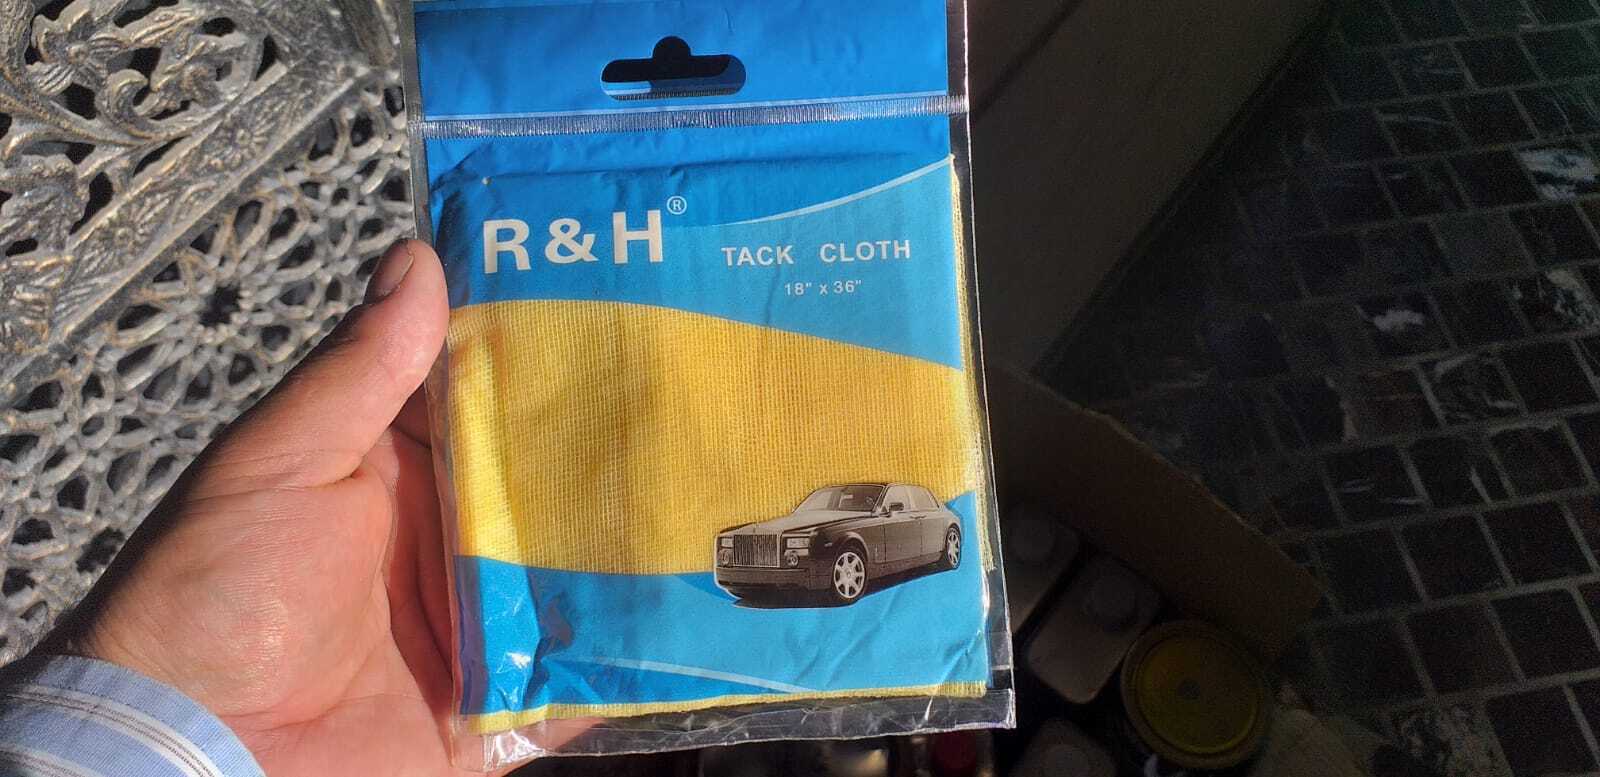 R & H®
TACK CLOTH
18" x 36"